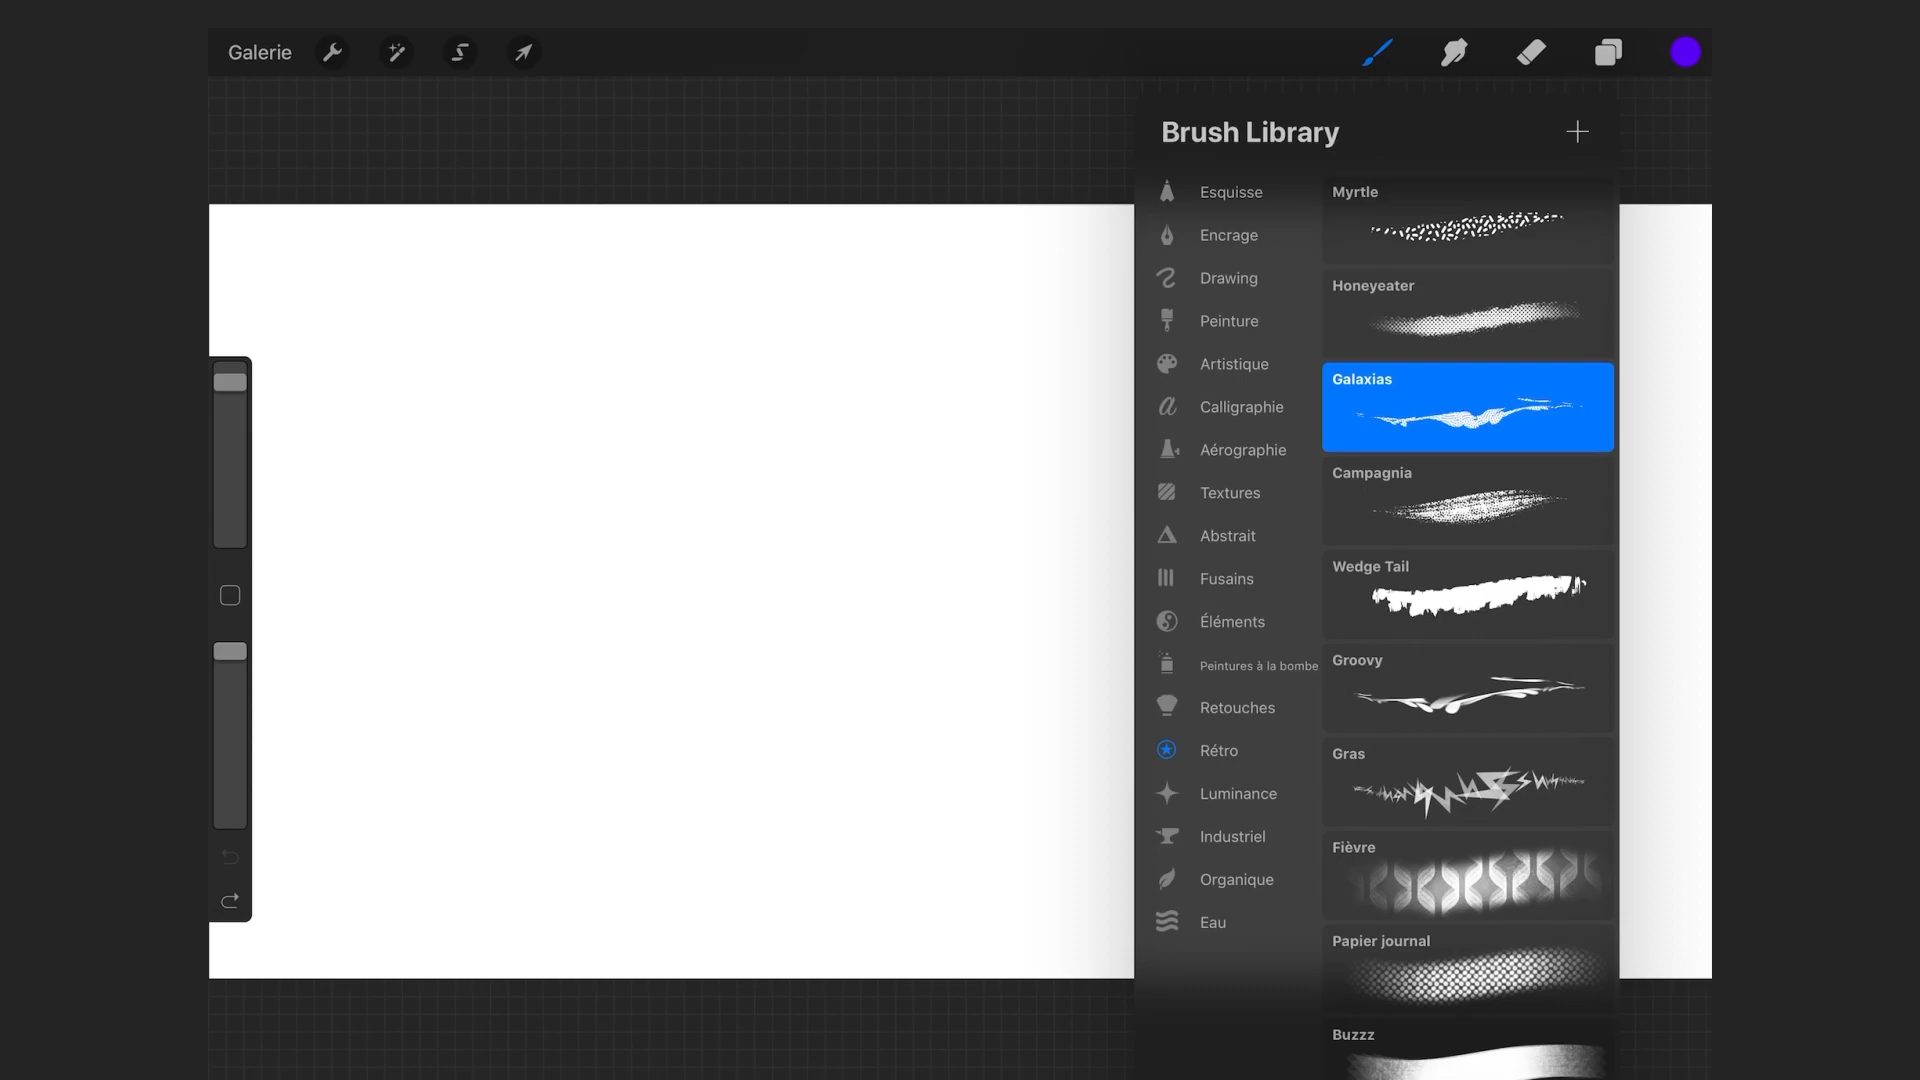 Galerie
Brush Library
Esquisse
Encrage
Drawing
Peinture
Artistique
Calligraphie
Aérographie
Textures
Abstrait
Fusains
Éléments
Peintures à la bombe
Retouches
Rétro
Luminance
Industriel
Organique
Eau
Myrtle
Honeyeater
Galaxias
Campagnia
Wedge Tail
Groovy
Gras
Fièvre
Papier journal
Buzzz